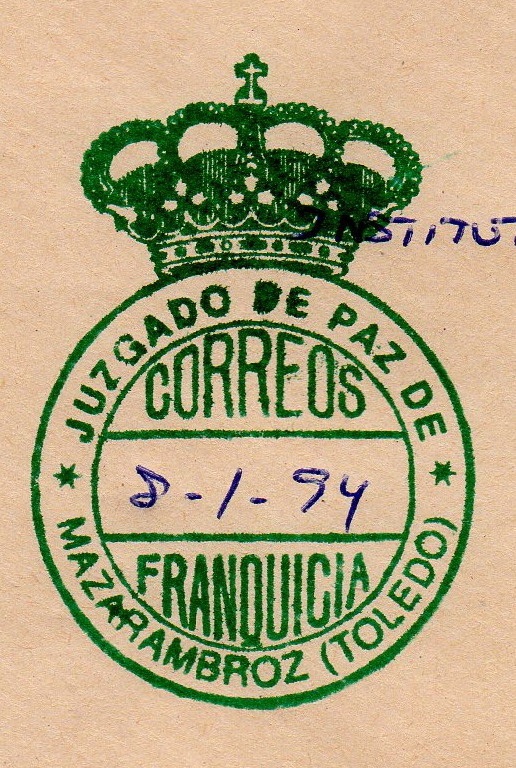 INSTITUT
JUZGADO DE PAZ DE
CORREOS
8-1-94
FRANQUICIA
MAZARAMBROZ (TOLEDO)